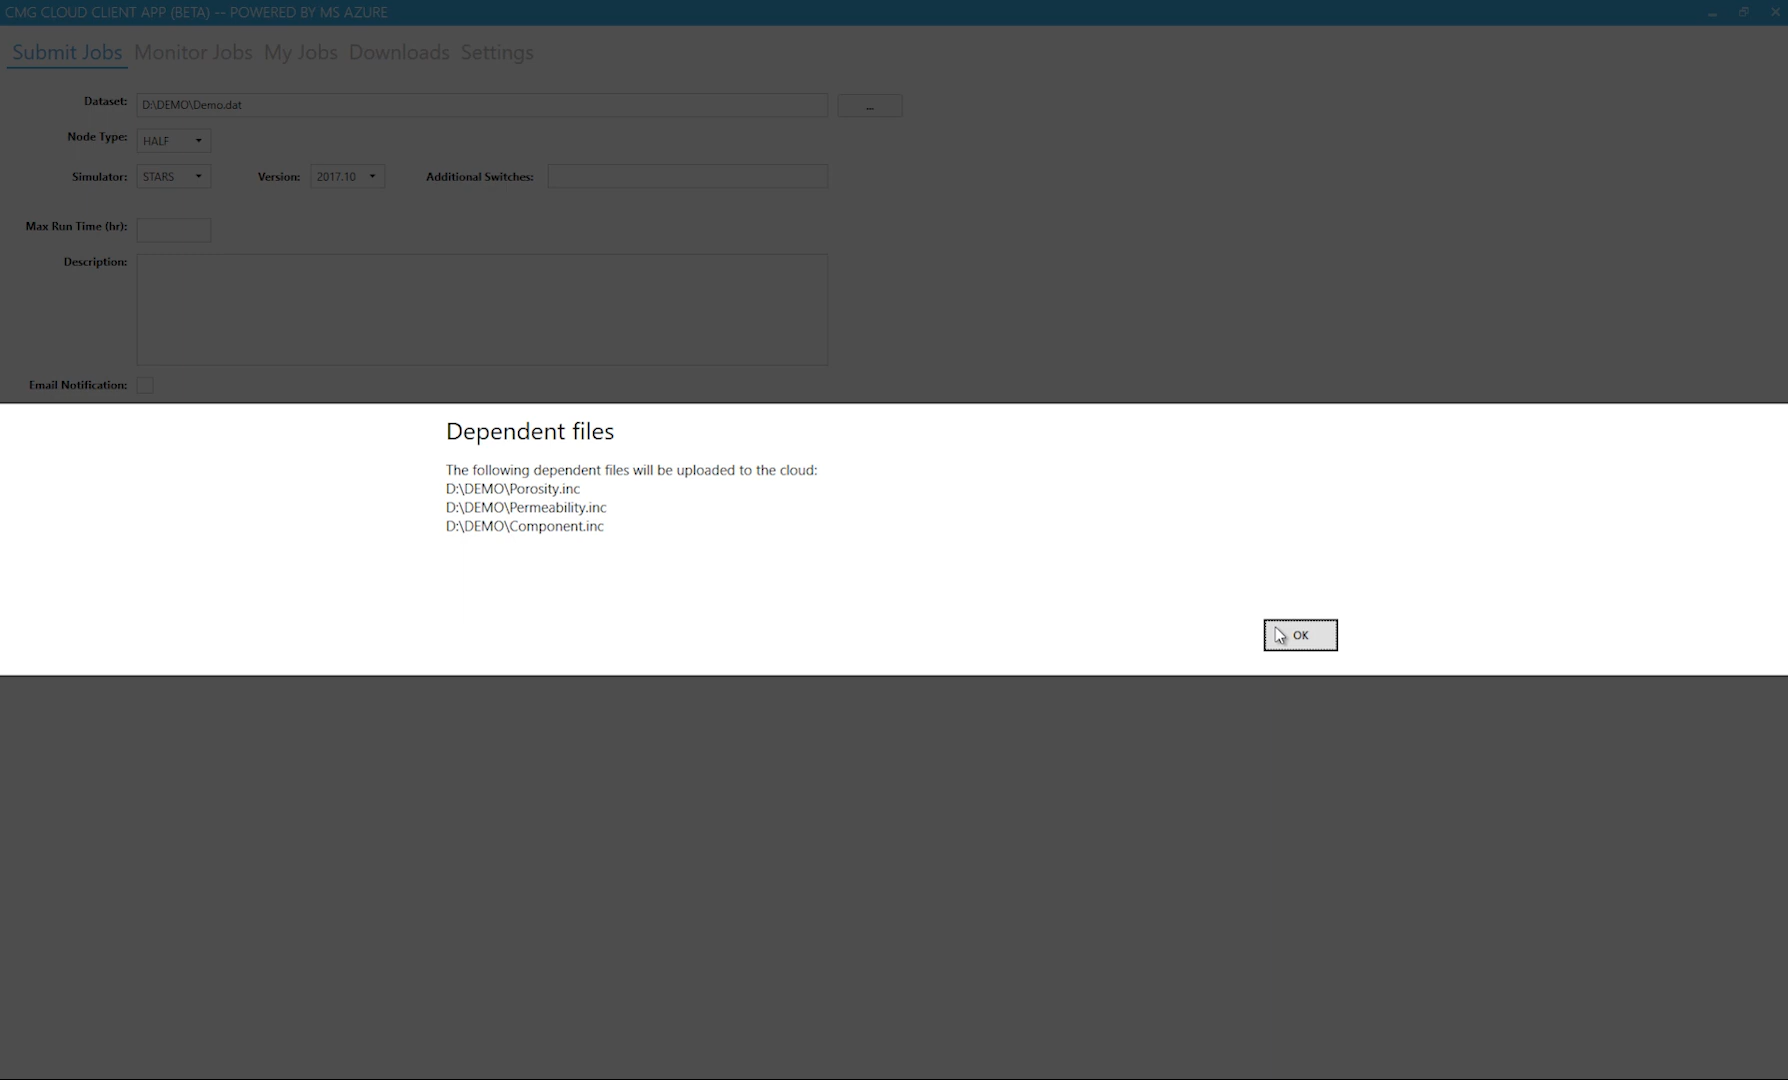 CMG CLOUD CLIENT APP (BETA) -- POWERED BY MS AZURE
Submit Jobs Monitor Jobs My Jobs Downloads Settings
Dataset: D:\DEMO\Demo.dat ...
Node Type: HALF
Simulator: STARS Version: 2017.10 Additional Switches:
Max Run Time (hr):
Description:
Email Notification:
Dependent files
The following dependent files will be uploaded to the cloud:
D:\DEMO\Porosity.inc
D:\DEMO\Permeability.inc
D:\DEMO\Component.inc
OK